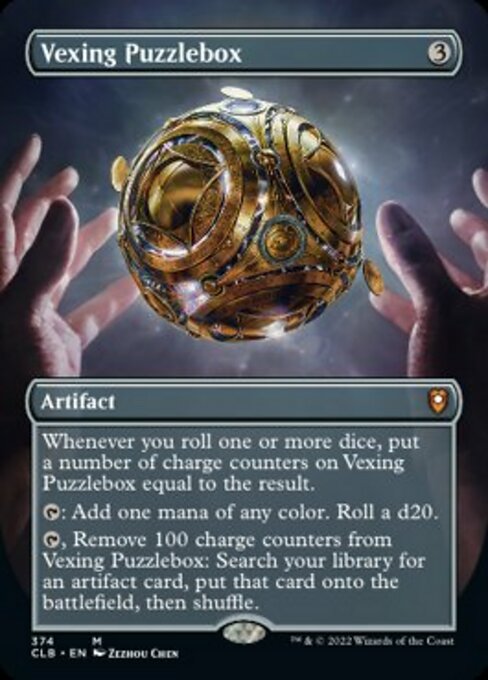 Vexing Puzzlebox 3
Artifact
Whenever you roll one or more dice, put
a number of charge counters on Vexing
Puzzlebox equal to the result.
: Add one mana of any color. Roll a d20.
, Remove 100 charge counters from
Vexing Puzzlebox: Search your library for
an artifact card, put that card onto the
battlefield, then shuffle.
374 M
CLB • EN Zezhou Chen
™ & © 2022 Wizards of the Coast